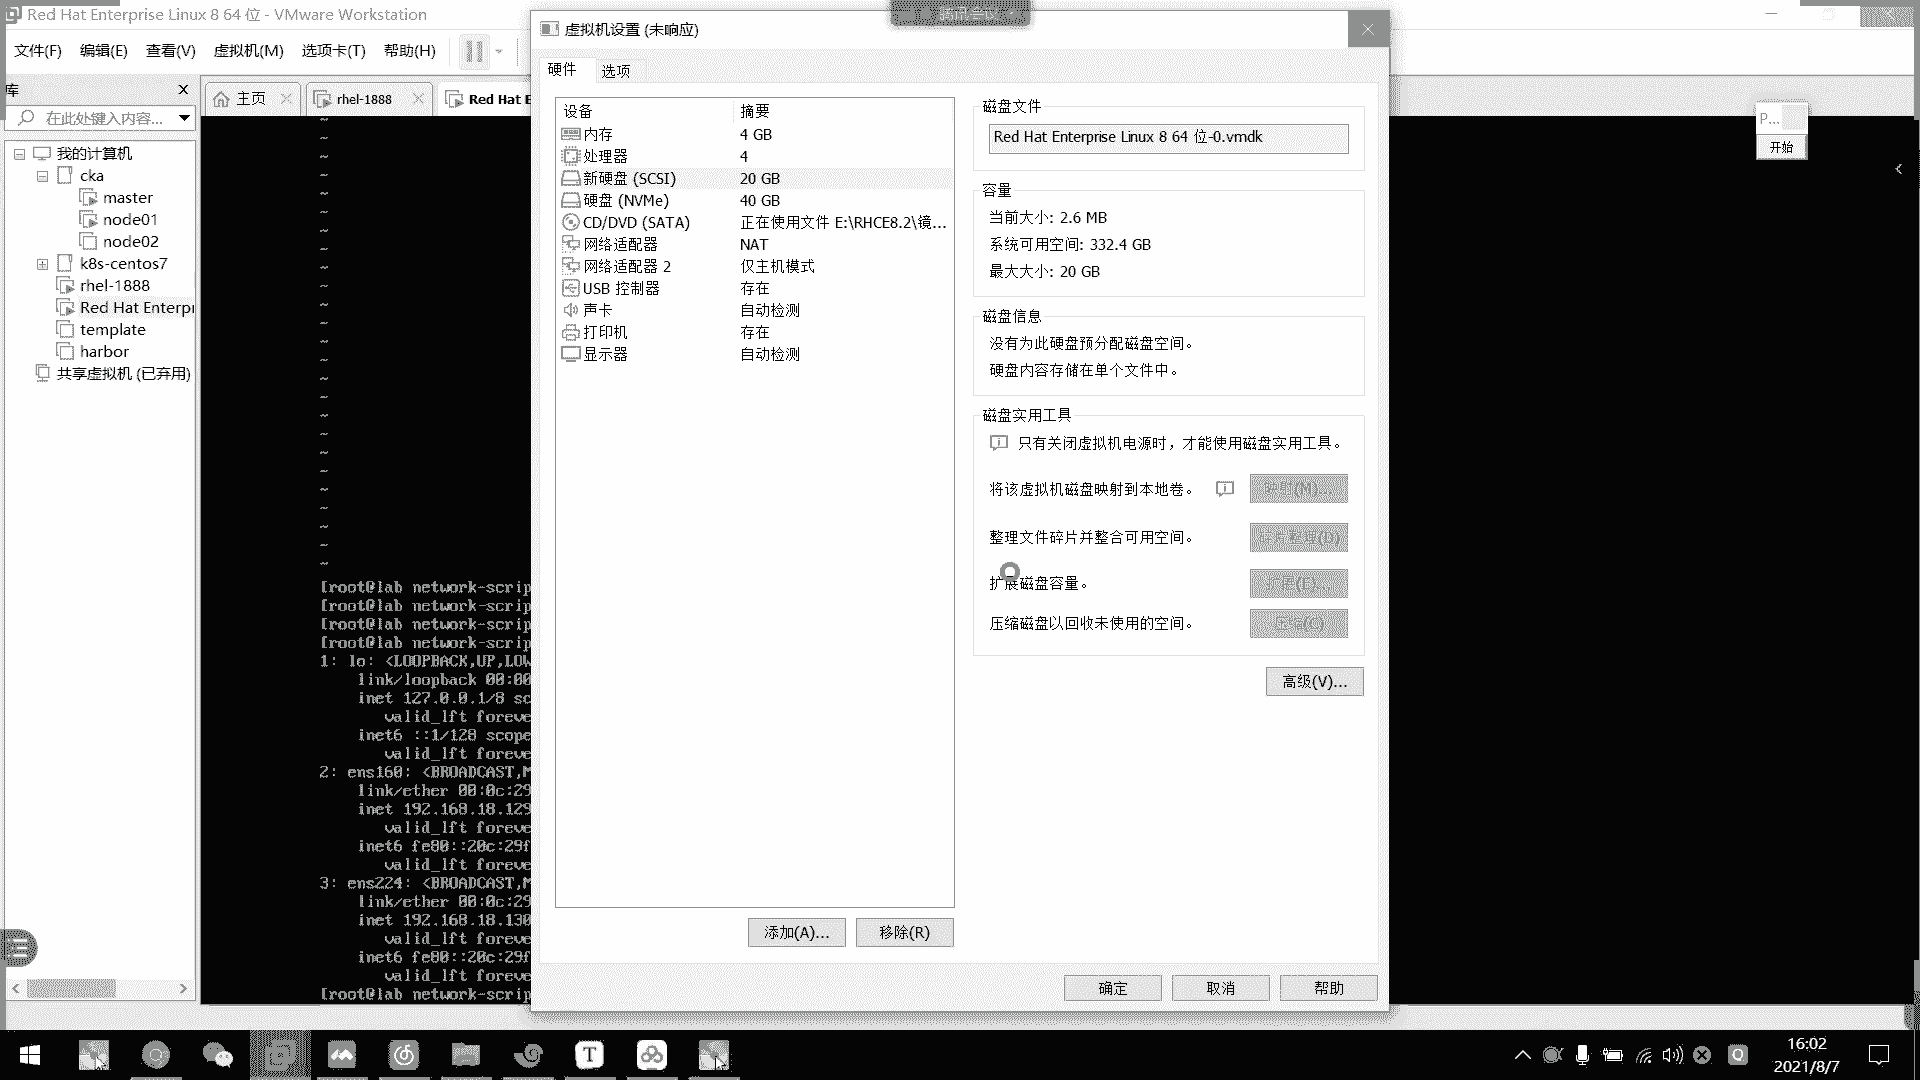 Red Hat Enterprise Linux 8 64 位 - VMware Workstation
文件(F) 编辑(E) 查看(V) 虚拟机(M) 选项卡(T) 帮助(H)
库
在此处键入内容...
我的计算机
cka
master
node01
node02
k8s-centos7
rhel-1888
Red Hat Enterpr
template
harbor
共享虚拟机 (已弃用)
主页
rhel-1888
Red Hat E
[root@lab network-scrip
[root@lab network-scrip
[root@lab network-scrip
[root@lab network-scrip
1: lo: <LOOPBACK,UP,LOW
link/loopback 00:00
inet 127.0.0.1/8 sc
valid_lft foreve
inet6 ::1/128 scope
valid_lft foreve
2: ens160: <BROADCAST,M
link/ether 00:0c:29
inet 192.168.18.129
valid_lft foreve
inet6 fe80::20c:29f
valid_lft foreve
3: ens224: <BROADCAST,M
link/ether 00:0c:29
inet 192.168.18.130
valid_lft foreve
inet6 fe80::20c:29f
valid_lft foreve
[root@lab network-scrip
腾讯会议
虚拟机设置 (未响应)
硬件 选项
设备 摘要
内存 4 GB
处理器 4
新硬盘 (SCSI) 20 GB
硬盘 (NVMe) 40 GB
CD/DVD (SATA) 正在使用文件 E:\RHCE8.2\镜...
网络适配器 NAT
网络适配器 2 仅主机模式
USB 控制器 存在
声卡 自动检测
打印机 存在
显示器 自动检测
添加(A)... 移除(R)
磁盘文件
Red Hat Enterprise Linux 8 64 位-0.vmdk
容量
当前大小: 2.6 MB
系统可用空间: 332.4 GB
最大大小: 20 GB
磁盘信息
没有为此硬盘预分配磁盘空间。
硬盘内容存储在单个文件中。
磁盘实用工具
只有关闭虚拟机电源时，才能使用磁盘实用工具。
将该虚拟机磁盘映射到本地卷。 映射(M)...
整理文件碎片并整合可用空间。 碎片整理(D)
扩展磁盘容量。 扩展(E)...
压缩磁盘以回收未使用的空间。 压缩(C)
高级(V)...
确定 取消 帮助
P...
开始
16:02
2021/8/7